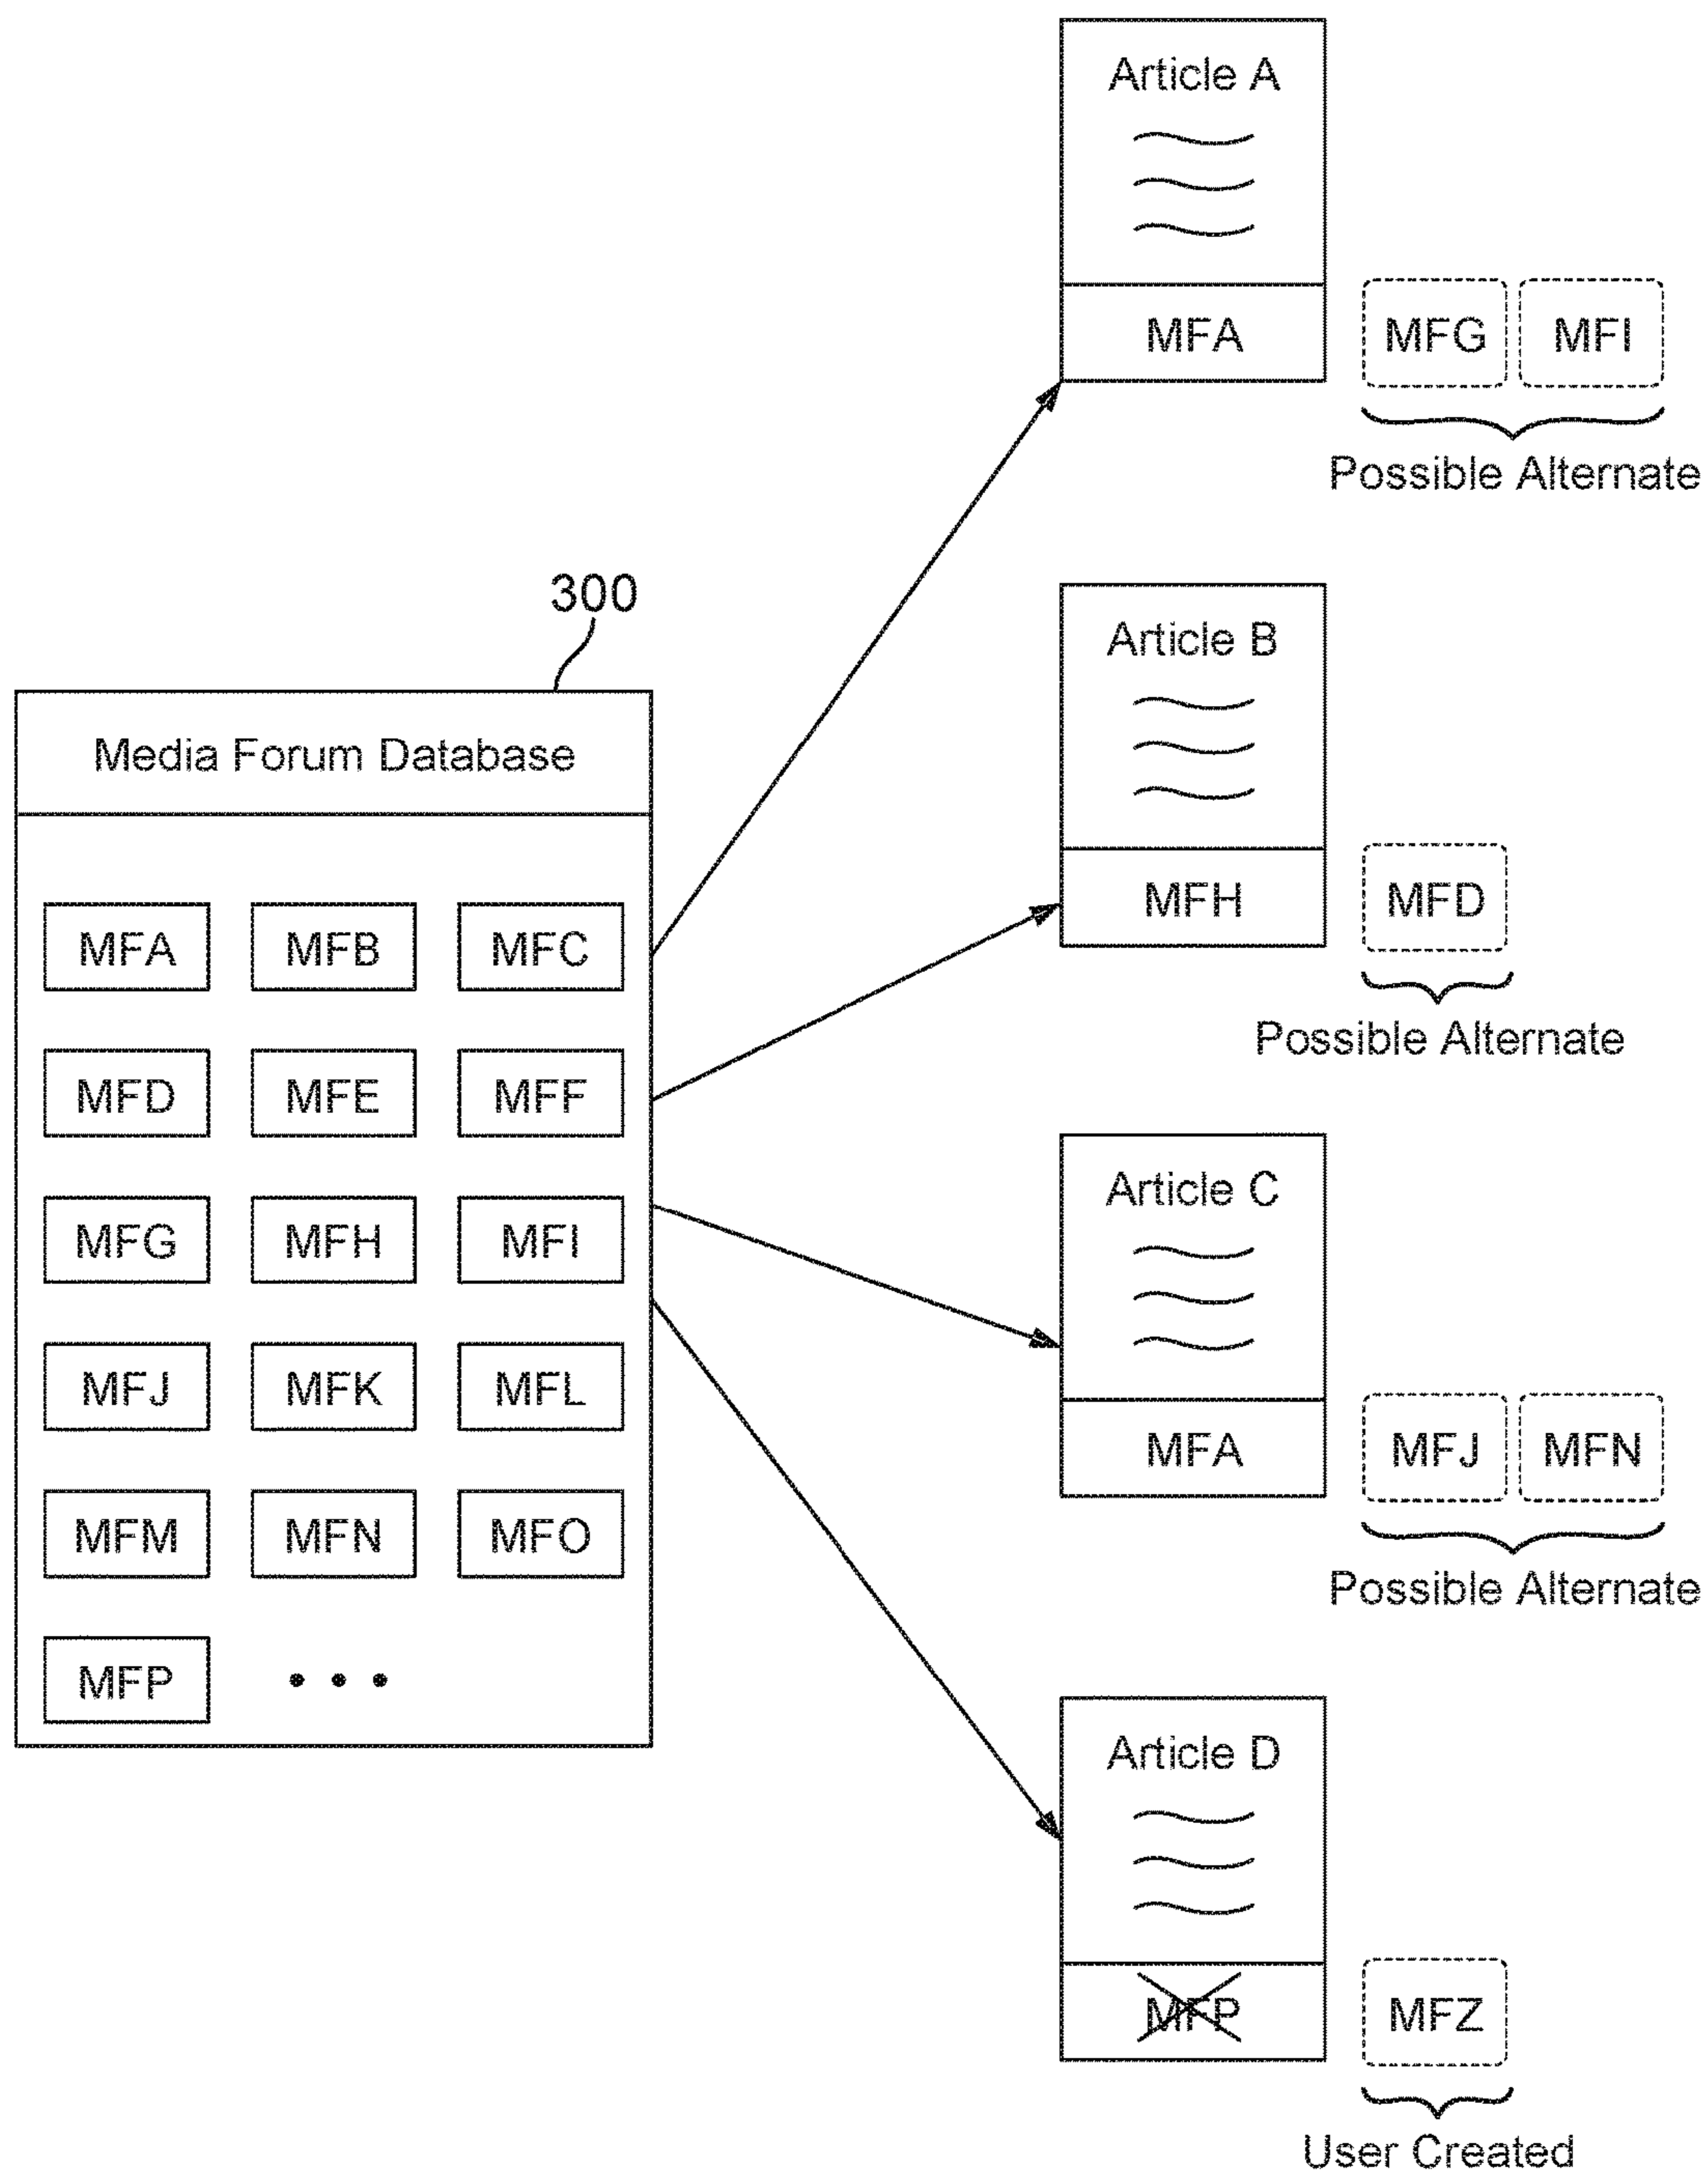 Article A
MFA
MFG MFI
Possible Alternate
300
Article B
MFH
MFD
Possible Alternate
Media Forum Database
MFA MFB MFC
MFD MFE MFF
MFG MFH MFI
MFJ MFK MFL
MFM MFN MFO
MFP ...
Article C
MFA
MFJ MFN
Possible Alternate
Article D
MFP
MFZ
User Created